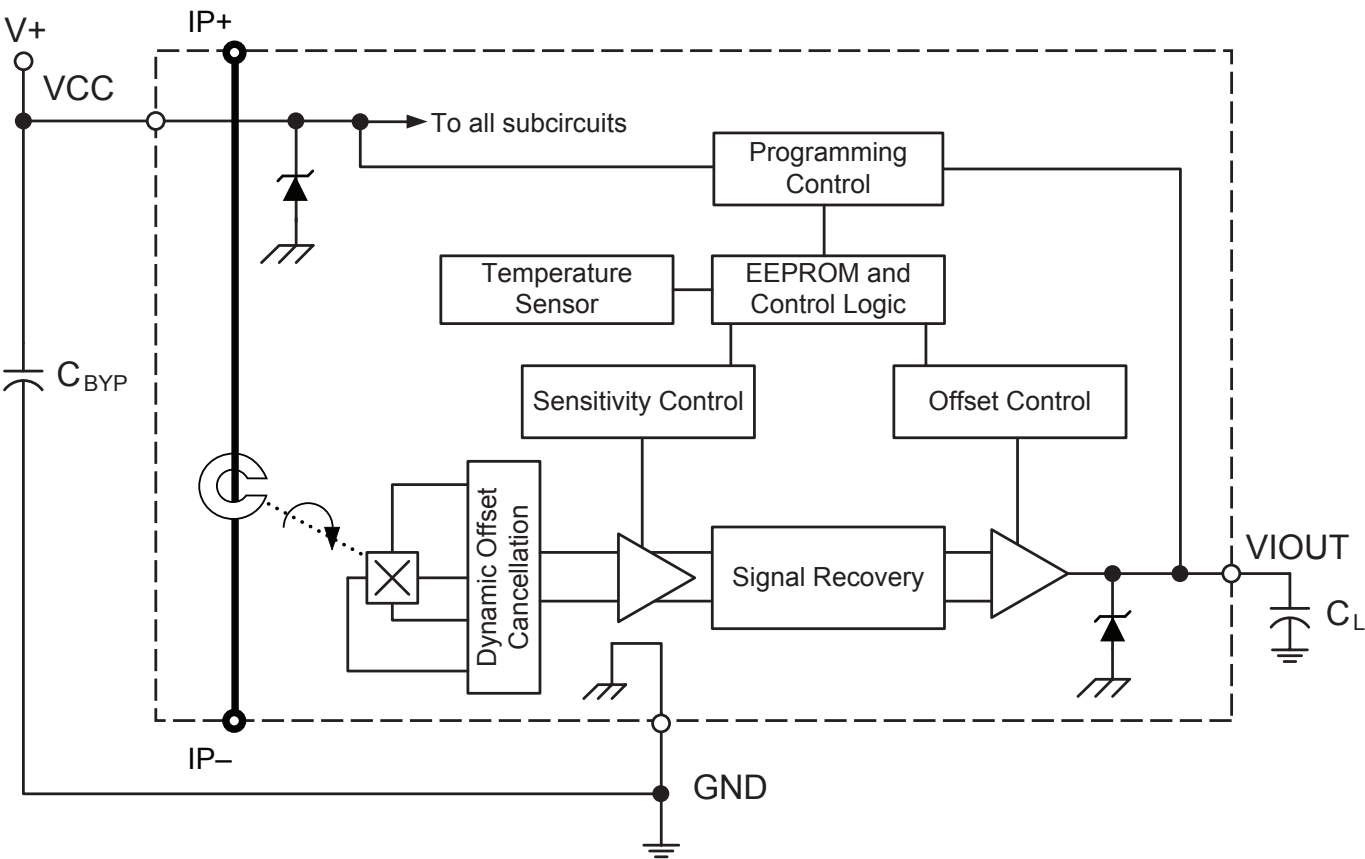 IP+
V+
VCC
To all subcircuits
Programming
Control
Temperature
Sensor
EEPROM and
Control Logic
CBYP
Sensitivity Control
Offset Control
Dynamic Offset
Cancellation
Signal Recovery
VIOUT
CL
IP–
GND